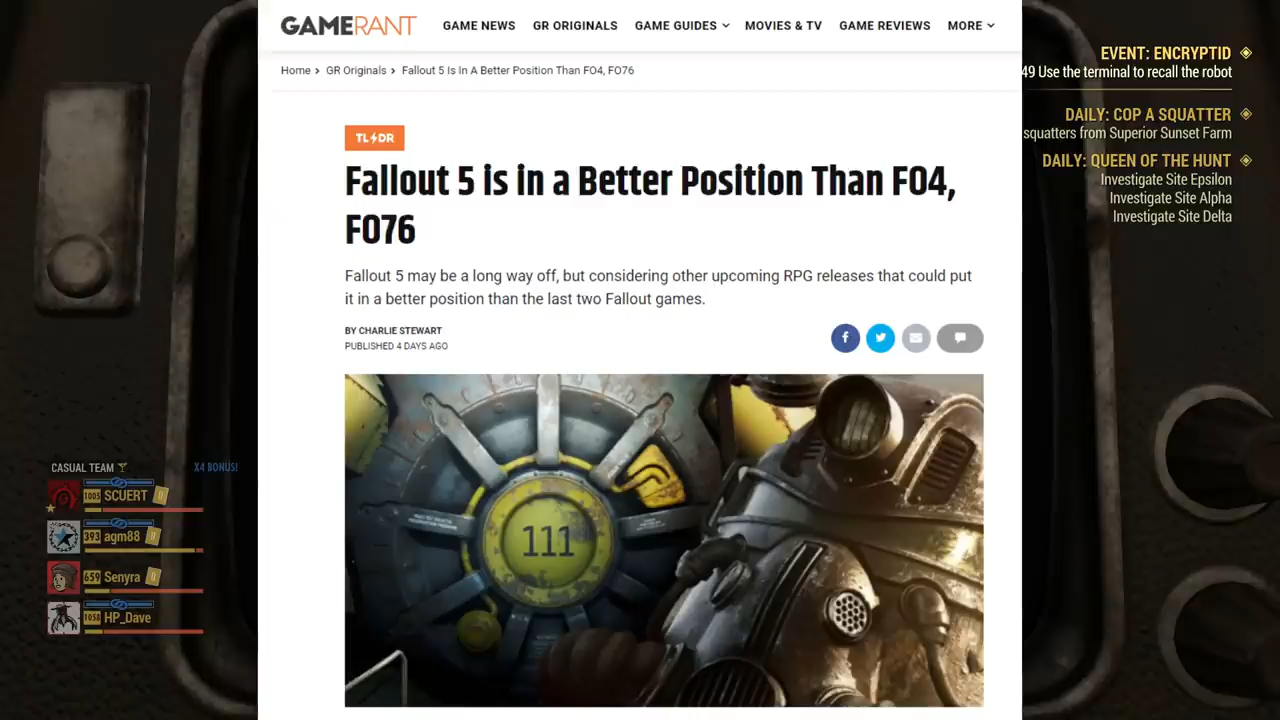 GAMERANT
GAME NEWS GR ORIGINALS GAME GUIDES MOVIES & TV GAME REVIEWS MORE
Home > GR Originals > Fallout 5 Is In A Better Position Than FO4, FO76
TL DR
Fallout 5 is in a Better Position Than FO4,
FO76
Fallout 5 may be a long way off, but considering other upcoming RPG releases that could put
it in a better position than the last two Fallout games.
BY CHARLIE STEWART
PUBLISHED 4 DAYS AGO
111
EVENT: ENCRYPTID
49 Use the terminal to recall the robot
DAILY: COP A SQUATTER
squatters from Superior Sunset Farm
DAILY: QUEEN OF THE HUNT
Investigate Site Epsilon
Investigate Site Alpha
Investigate Site Delta
CASUAL TEAM X4 BONUS!
1005 SCUERT
393 agm88
659 Senyra
1058 HP_Dave